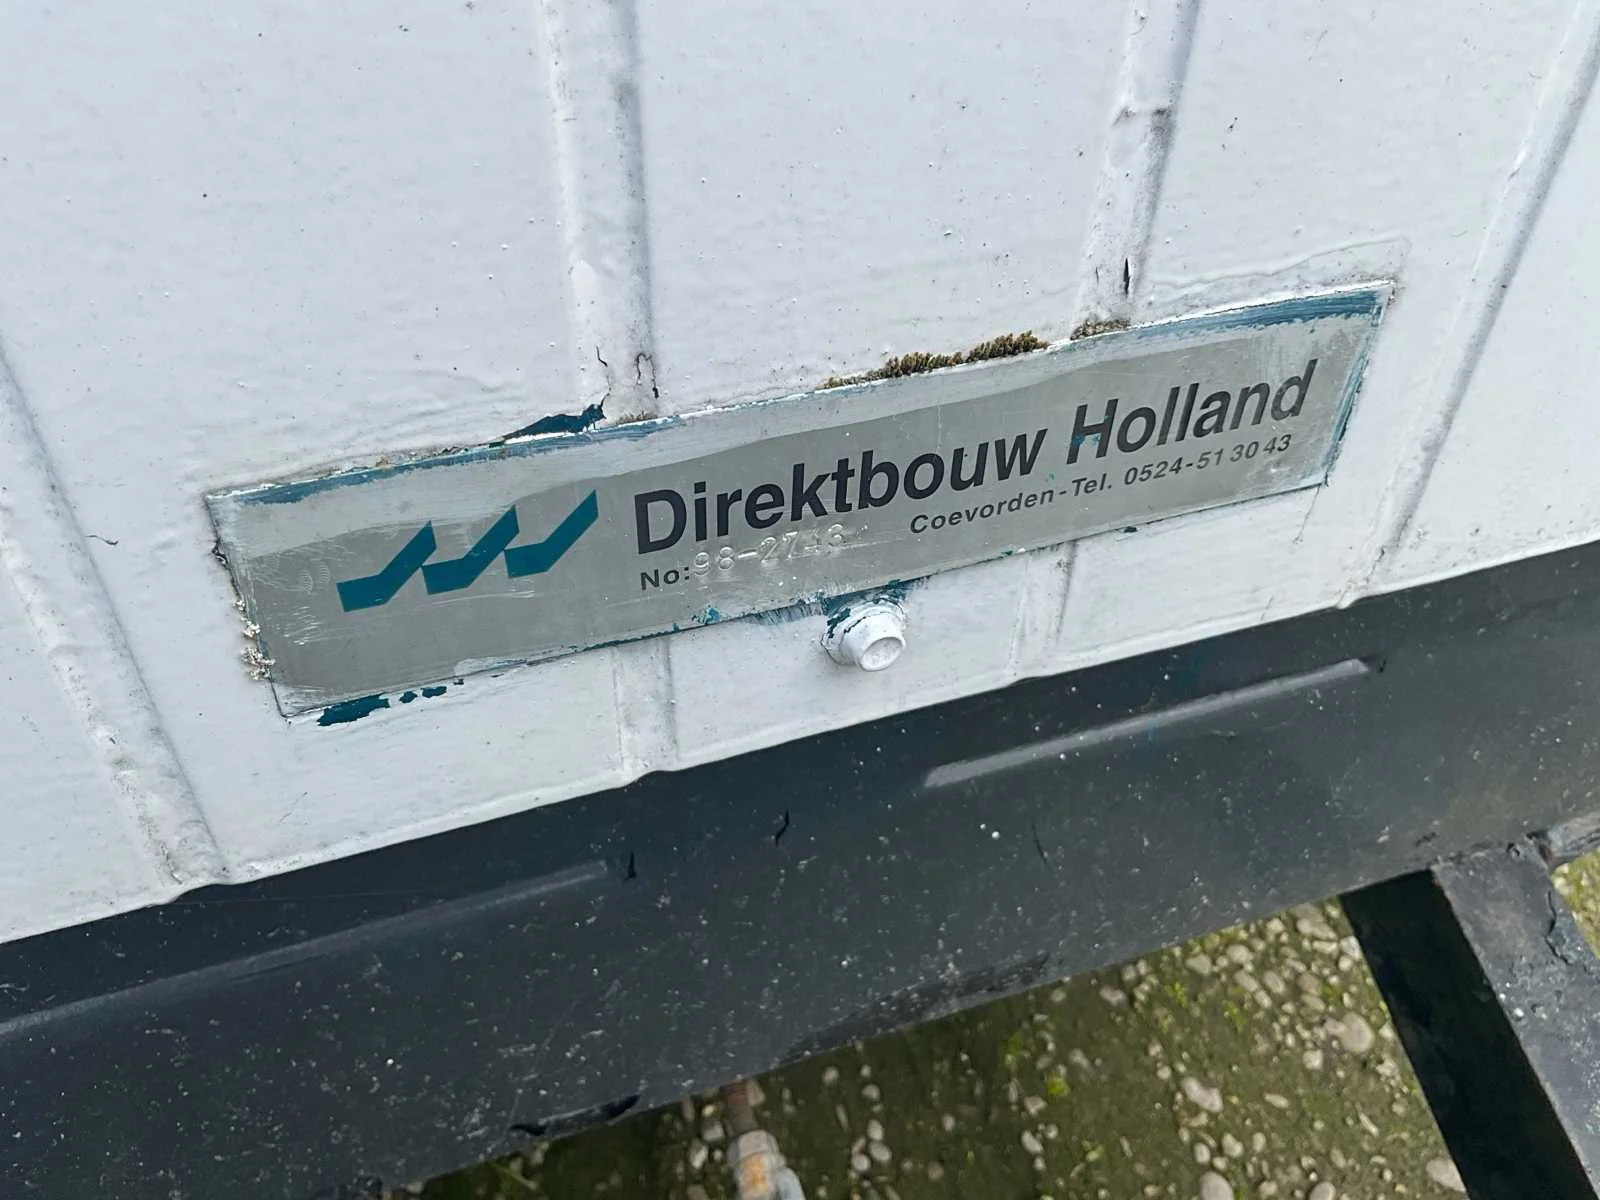 Direktbouw Holland
Coevorden-Tel. 0524-51 30 43
No: